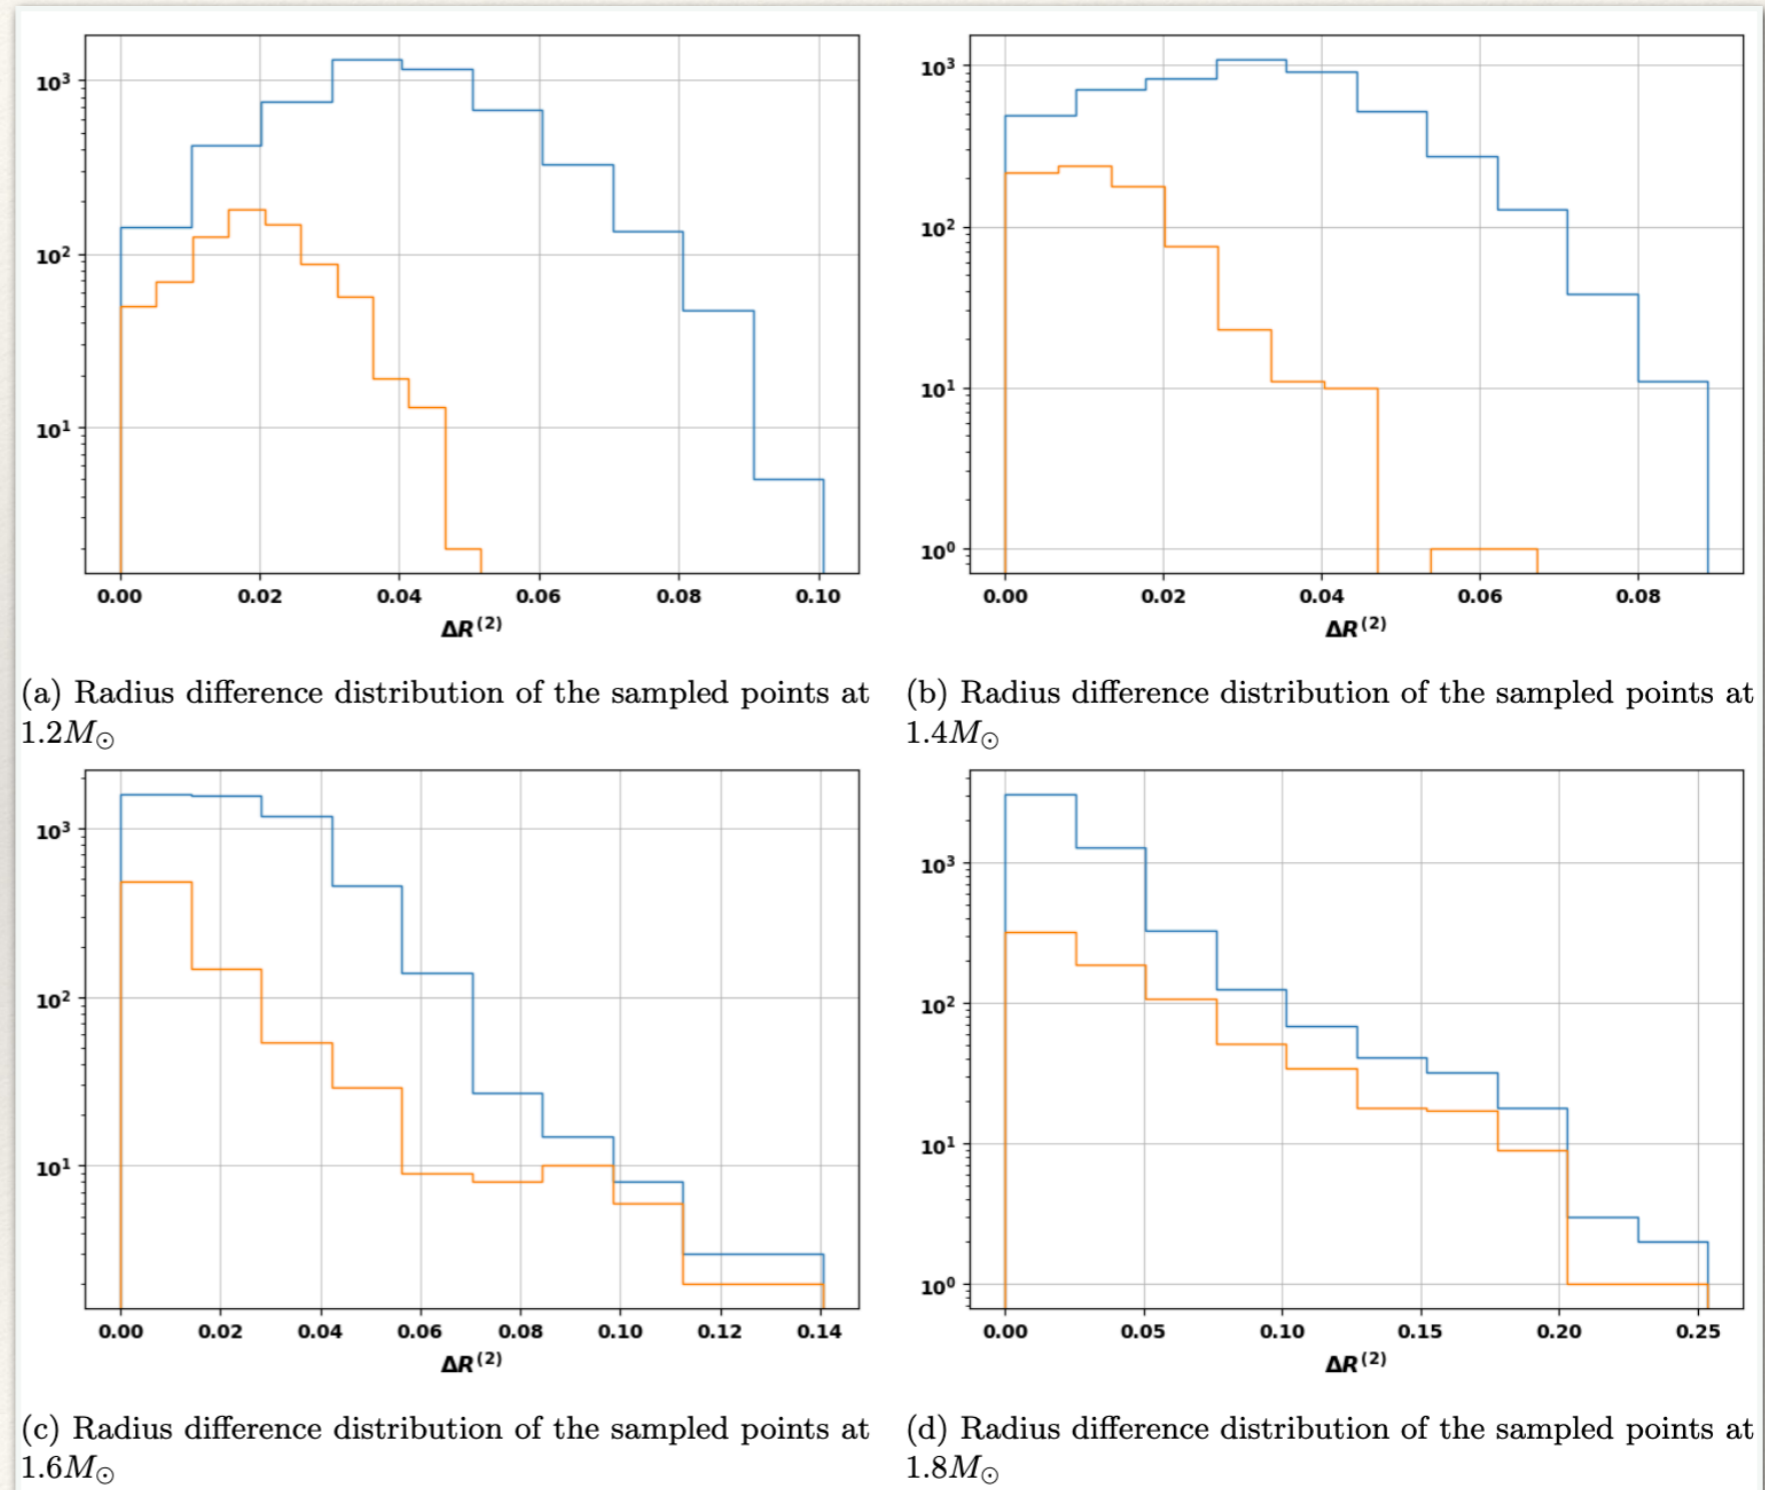 10³
10²
10¹
0.00 0.02 0.04 0.06 0.08 0.10
ΔR⁽²⁾
10³
10²
10¹
10⁰
0.00 0.02 0.04 0.06 0.08
ΔR⁽²⁾
(a) Radius difference distribution of the sampled points at
1.2M⊙
(b) Radius difference distribution of the sampled points at
1.4M⊙
10³
10²
10¹
0.00 0.02 0.04 0.06 0.08 0.10 0.12 0.14
ΔR⁽²⁾
10³
10²
10¹
10⁰
0.00 0.05 0.10 0.15 0.20 0.25
ΔR⁽²⁾
(c) Radius difference distribution of the sampled points at
1.6M⊙
(d) Radius difference distribution of the sampled points at
1.8M⊙